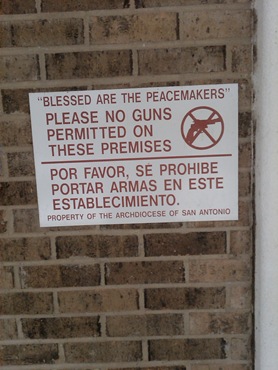 "BLESSED ARE THE PEACEMAKERS"
PLEASE NO GUNS
PERMITTED ON
THESE PREMISES
POR FAVOR, SE PROHIBE
PORTAR ARMAS EN ESTE
ESTABLECIMIENTO.
PROPERTY OF THE ARCHDIOCESE OF SAN ANTONIO